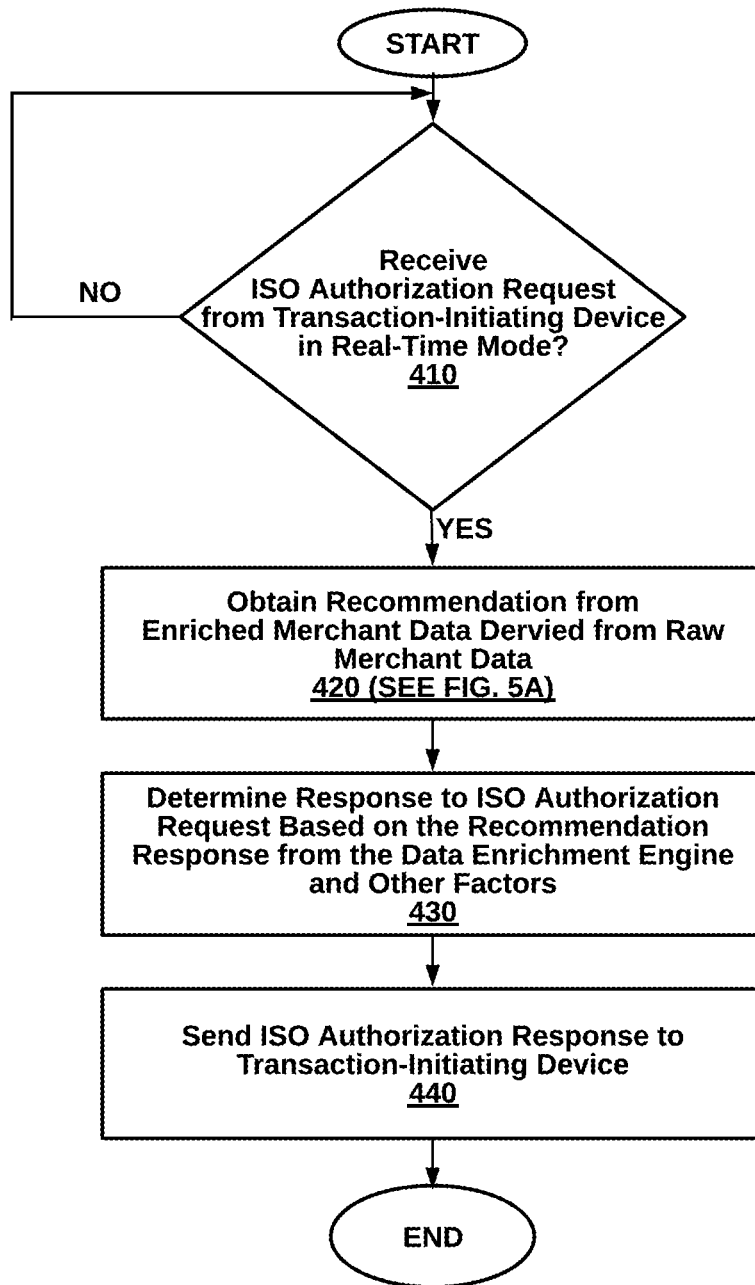 START
NO
Receive
ISO Authorization Request
from Transaction-Initiating Device
in Real-Time Mode?
410
YES
Obtain Recommendation from
Enriched Merchant Data Dervied from Raw
Merchant Data
420 (SEE FIG. 5A)
Determine Response to ISO Authorization
Request Based on the Recommendation
Response from the Data Enrichment Engine
and Other Factors
430
Send ISO Authorization Response to
Transaction-Initiating Device
440
END